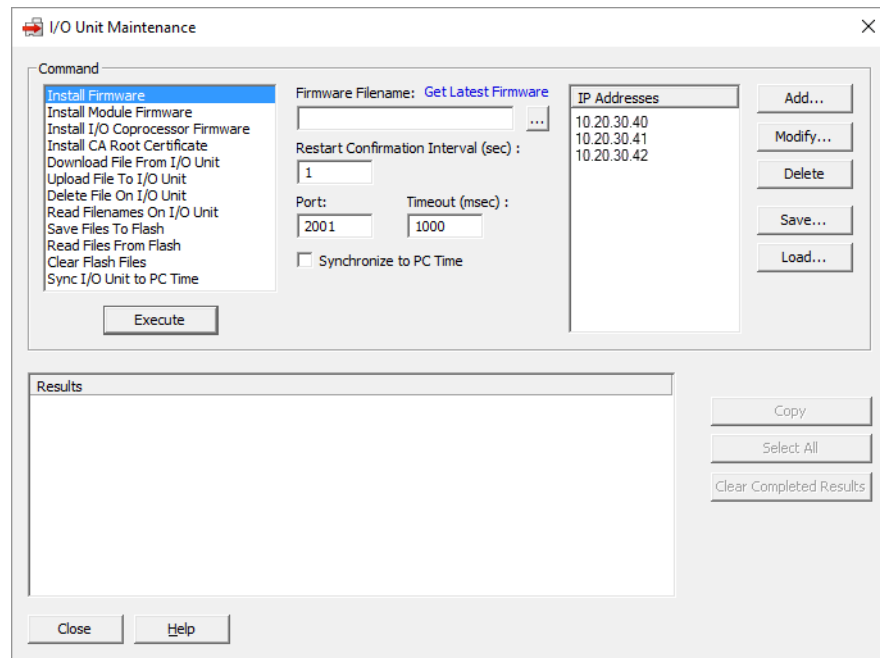 I/O Unit Maintenance
Command
Install Firmware
Install Module Firmware
Install I/O Coprocessor Firmware
Install CA Root Certificate
Download File From I/O Unit
Upload File To I/O Unit
Delete File On I/O Unit
Read Filenames On I/O Unit
Save Files To Flash
Read Files From Flash
Clear Flash Files
Sync I/O Unit to PC Time
Execute
Firmware Filename: Get Latest Firmware
...
Restart Confirmation Interval (sec) :
1
Port: Timeout (msec) :
2001 1000
Synchronize to PC Time
IP Addresses
10.20.30.40
10.20.30.41
10.20.30.42
Add...
Modify...
Delete
Save...
Load...
Results
Copy
Select All
Clear Completed Results
Close Help